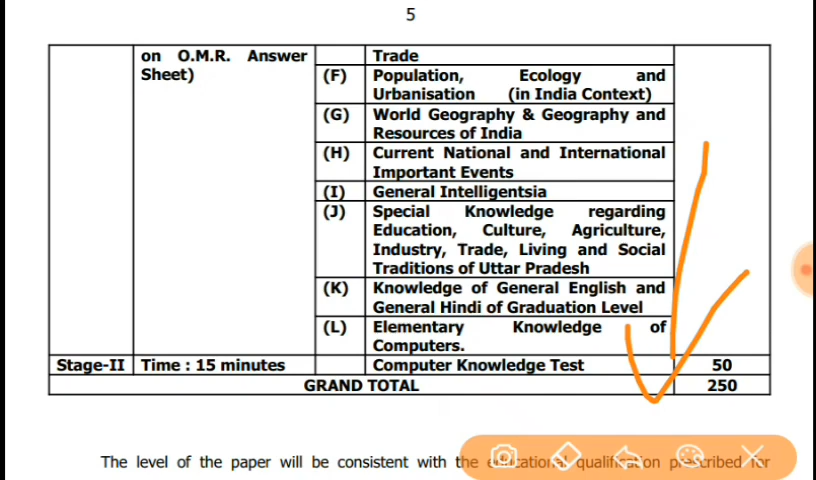 5
on O.M.R. Answer Trade
Sheet) (F) Population, Ecology and
Urbanisation (in India Context)
(G) World Geography & Geography and
Resources of India
(H) Current National and International
Important Events
(I) General Intelligentsia
(J) Special Knowledge regarding
Education, Culture, Agriculture,
Industry, Trade, Living and Social
Traditions of Uttar Pradesh
(K) Knowledge of General English and
General Hindi of Graduation Level
(L) Elementary Knowledge of
Computers.
Stage-II Time : 15 minutes Computer Knowledge Test 50
GRAND TOTAL 250
The level of the paper will be consistent with the educational qualification prescribed for